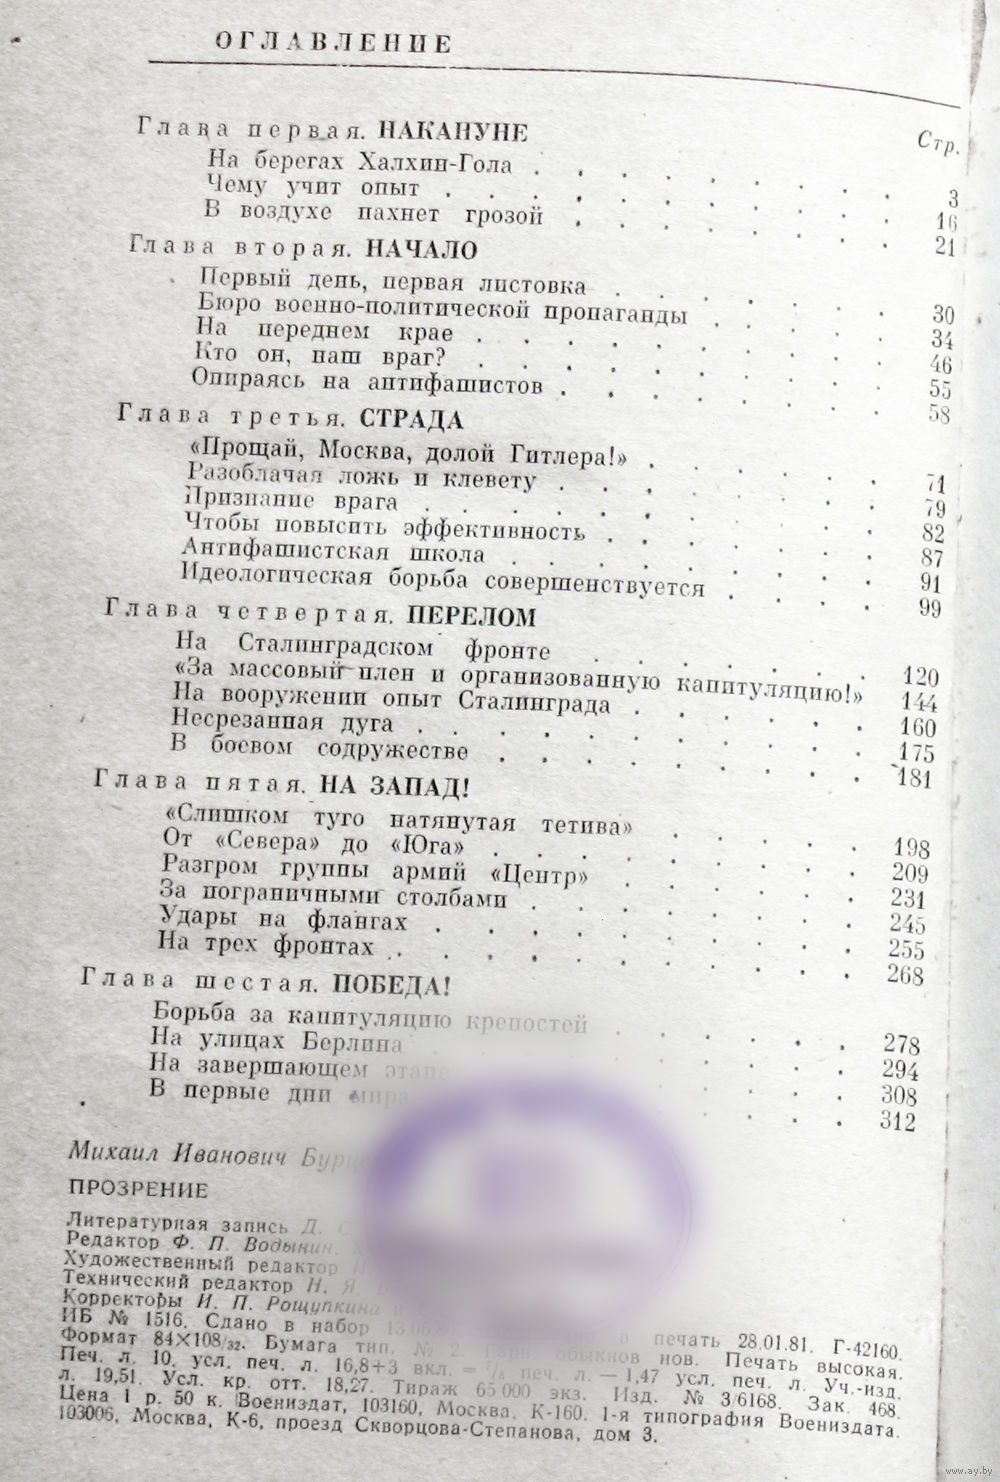 ОГЛАВЛЕНИЕ
Стр.
Глава первая. НАКАНУНЕ
На берегах Халхин-Гола . . . . . . . . . 3
Чему учит опыт . . . . . . . . . . . 16
В воздухе пахнет грозой . . . . . . . . 21
Глава вторая. НАЧАЛО
Первый день, первая листовка . . . . . . . 30
Бюро военно-политической пропаганды . . . . . 34
На переднем крае . . . . . . . . . . 46
Кто он, наш враг? . . . . . . . . . . 55
Опираясь на антифашистов . . . . . . . . 58
Глава третья. СТРАДА
«Прощай, Москва, долой Гитлера!» . . . . . . 71
Разоблачая ложь и клевету . . . . . . . . 79
Признание врага . . . . . . . . . . . 82
Чтобы повысить эффективность . . . . . . . 87
Антифашистская школа . . . . . . . . . 91
Идеологическая борьба совершенствуется . . . . . 99
Глава четвертая. ПЕРЕЛОМ
На Сталинградском фронте . . . . . . . . 120
«За массовый плен и организованную капитуляцию!» 144
На вооружении опыт Сталинграда . . . . . . 160
Несрезанная дуга . . . . . . . . . . . 175
В боевом содружестве . . . . . . . . . 181
Глава пятая. НА ЗАПАД!
«Слишком туго натянутая тетива» . . . . . . 198
От «Севера» до «Юга» . . . . . . . . . 209
Разгром группы армий «Центр» . . . . . . . 231
За пограничными столбами . . . . . . . . 245
Удары на флангах . . . . . . . . . . 255
На трех фронтах . . . . . . . . . . . 268
Глава шестая. ПОБЕДА!
Борьба за капитуляцию крепостей . . . . . . 278
На улицах Берлина . . . . . . . . . . 294
На завершающем этапе . . . . . . . . . 308
В первые дни мира . . . . . . . . . . 312
Михаил Иванович
ПРОЗРЕНИЕ
Литературная запись Д. С.
Редактор Ф. П. Водынин.
Художественный редактор
Технический редактор Н. Я.
Корректоры И. П. Рощупкина и
ИБ № 1516. Сдано в набор в печать 28.01.81. Г-42160.
Формат 84×108/32. Бумага тип. № 2. Гарн. обыкнов нов. Печать высокая.
Печ. л. 10. усл. печ. л. 16,8+3 вкл. = 7/8 печ. л. — 1,47 усл. печ. л. Уч.-изд.
л. 19,51. Усл. кр. отт. 18,27. Тираж 65 000 экз. Изд. № 3/6168. Зак. 468.
Цена 1 р. 50 к. Воениздат, 103160, Москва, К-160. 1-я типография Воениздата.
103006, Москва, К-6, проезд Скворцова-Степанова, дом 3.
www.ay.by